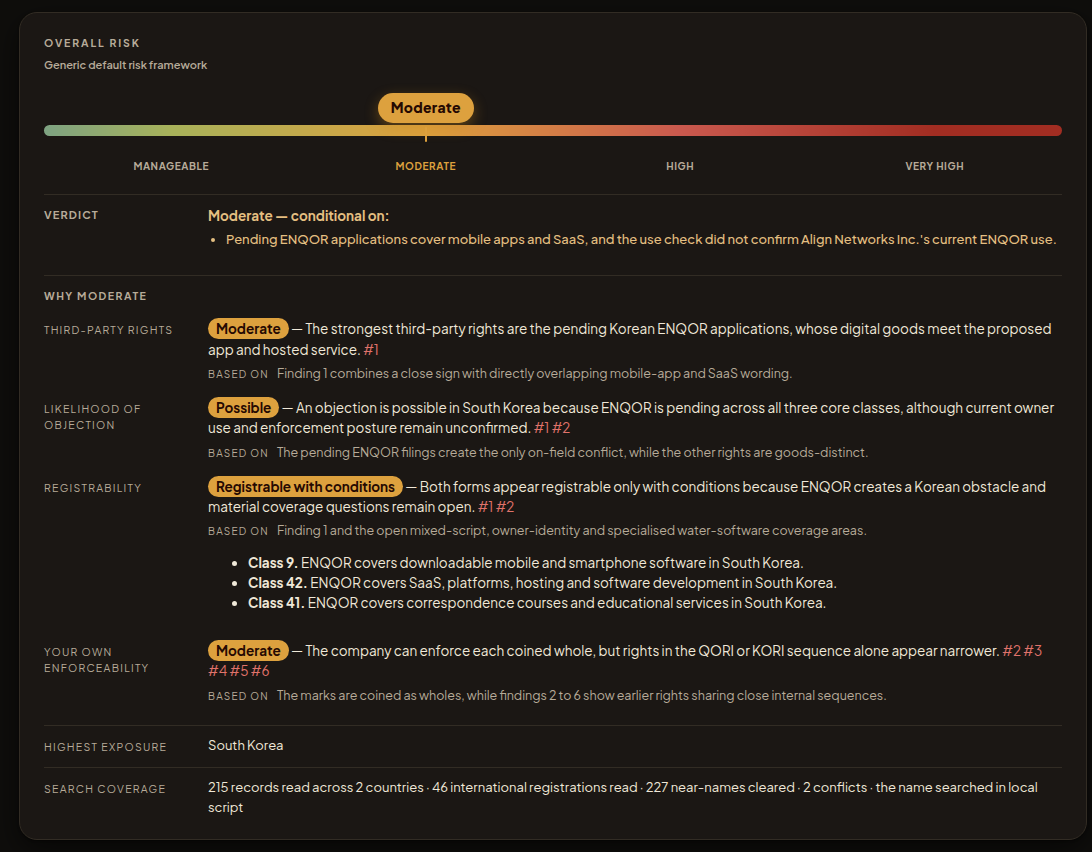 OVERALL RISK
Generic default risk framework
Moderate
MANAGEABLE MODERATE HIGH VERY HIGH
VERDICT
Moderate — conditional on:
• Pending ENQOR applications cover mobile apps and SaaS, and the use check did not confirm Align Networks Inc.'s current ENQOR use.
WHY MODERATE
THIRD-PARTY RIGHTS
Moderate — The strongest third-party rights are the pending Korean ENQOR applications, whose digital goods meet the proposed
app and hosted service. #1
BASED ON Finding 1 combines a close sign with directly overlapping mobile-app and SaaS wording.
LIKELIHOOD OF
OBJECTION
Possible — An objection is possible in South Korea because ENQOR is pending across all three core classes, although current owner
use and enforcement posture remain unconfirmed. #1 #2
BASED ON The pending ENQOR filings create the only on-field conflict, while the other rights are goods-distinct.
REGISTRABILITY
Registrable with conditions — Both forms appear registrable only with conditions because ENQOR creates a Korean obstacle and
material coverage questions remain open. #1 #2
BASED ON Finding 1 and the open mixed-script, owner-identity and specialised water-software coverage areas.
• Class 9. ENQOR covers downloadable mobile and smartphone software in South Korea.
• Class 42. ENQOR covers SaaS, platforms, hosting and software development in South Korea.
• Class 41. ENQOR covers correspondence courses and educational services in South Korea.
YOUR OWN
ENFORCEABILITY
Moderate — The company can enforce each coined whole, but rights in the QORI or KORI sequence alone appear narrower. #2 #3
#4 #5 #6
BASED ON The marks are coined as wholes, while findings 2 to 6 show earlier rights sharing close internal sequences.
HIGHEST EXPOSURE
South Korea
SEARCH COVERAGE
215 records read across 2 countries · 46 international registrations read · 227 near-names cleared · 2 conflicts · the name searched in local
script